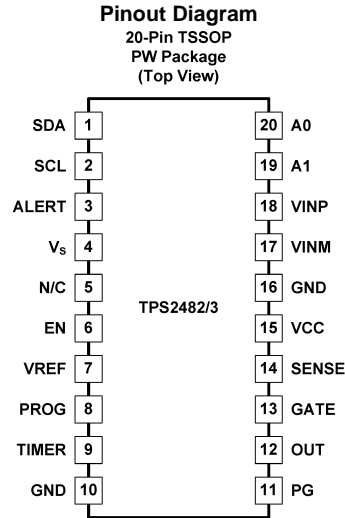 Pinout Diagram
20-Pin TSSOP
PW Package
(Top View)
SDA 1 20 A0
SCL 2 19 A1
ALERT 3 18 VINP
VS 4 17 VINM
N/C 5 16 GND
TPS2482/3
EN 6 15 VCC
VREF 7 14 SENSE
PROG 8 13 GATE
TIMER 9 12 OUT
GND 10 11 PG